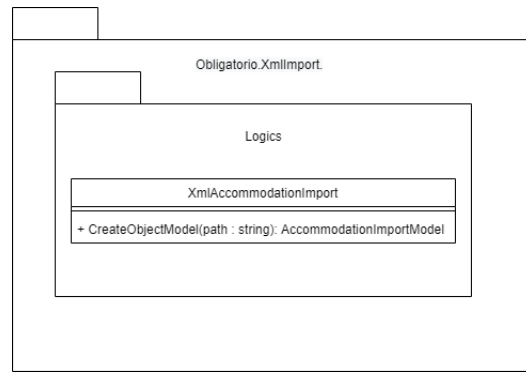 Obligatorio.XmlImport.
Logics
XmlAccommodationImport
+ CreateObjectModel(path : string): AccommodationImportModel